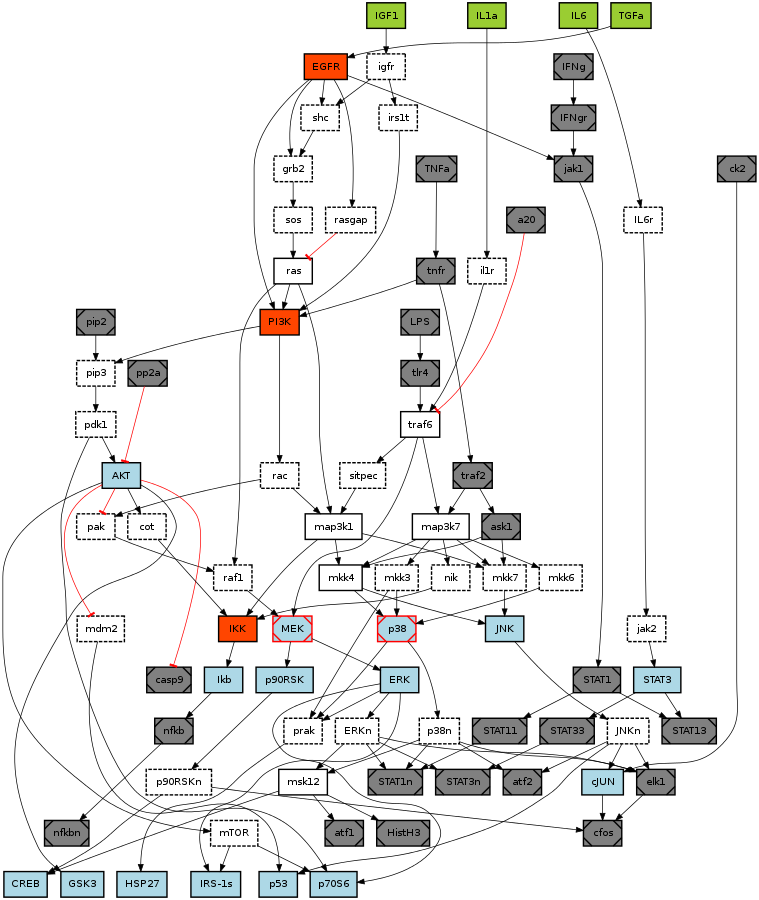 IGF1
IL1a
IL6
TGFa
EGFR
igfr
IFNg
shc
irs1t
IFNgr
grb2
TNFa
jak1
ck2
sos
rasgap
a20
IL6r
ras
tnfr
il1r
pip2
PI3K
LPS
pip3
pp2a
tlr4
pdk1
traf6
AKT
rac
sitpec
traf2
pak
cot
map3k1
map3k7
ask1
raf1
mkk4
mkk3
nik
mkk7
mkk6
mdm2
IKK
MEK
p38
JNK
jak2
casp9
Ikb
p90RSK
ERK
STAT1
STAT3
nfkb
prak
ERKn
p38n
STAT11
STAT33
JNKn
STAT13
p90RSKn
msk12
STAT1n
STAT3n
atf2
cJUN
elk1
nfkbn
mTOR
atf1
HistH3
cfos
CREB
GSK3
HSP27
IRS-1s
p53
p70S6